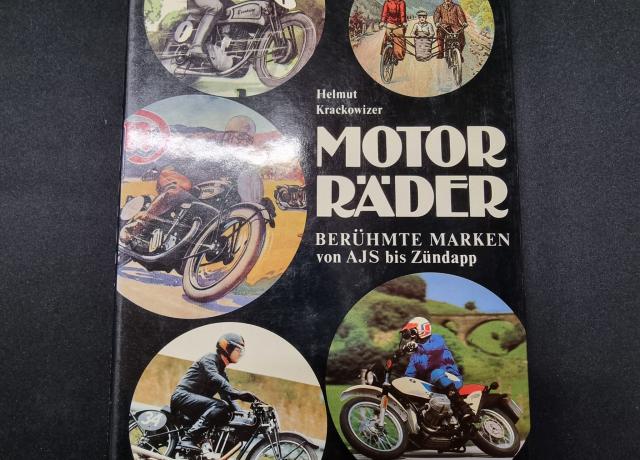 Helmut
Krackowizer
MOTOR
RÄDER
BERÜHMTE MARKEN
von AJS bis Zündapp